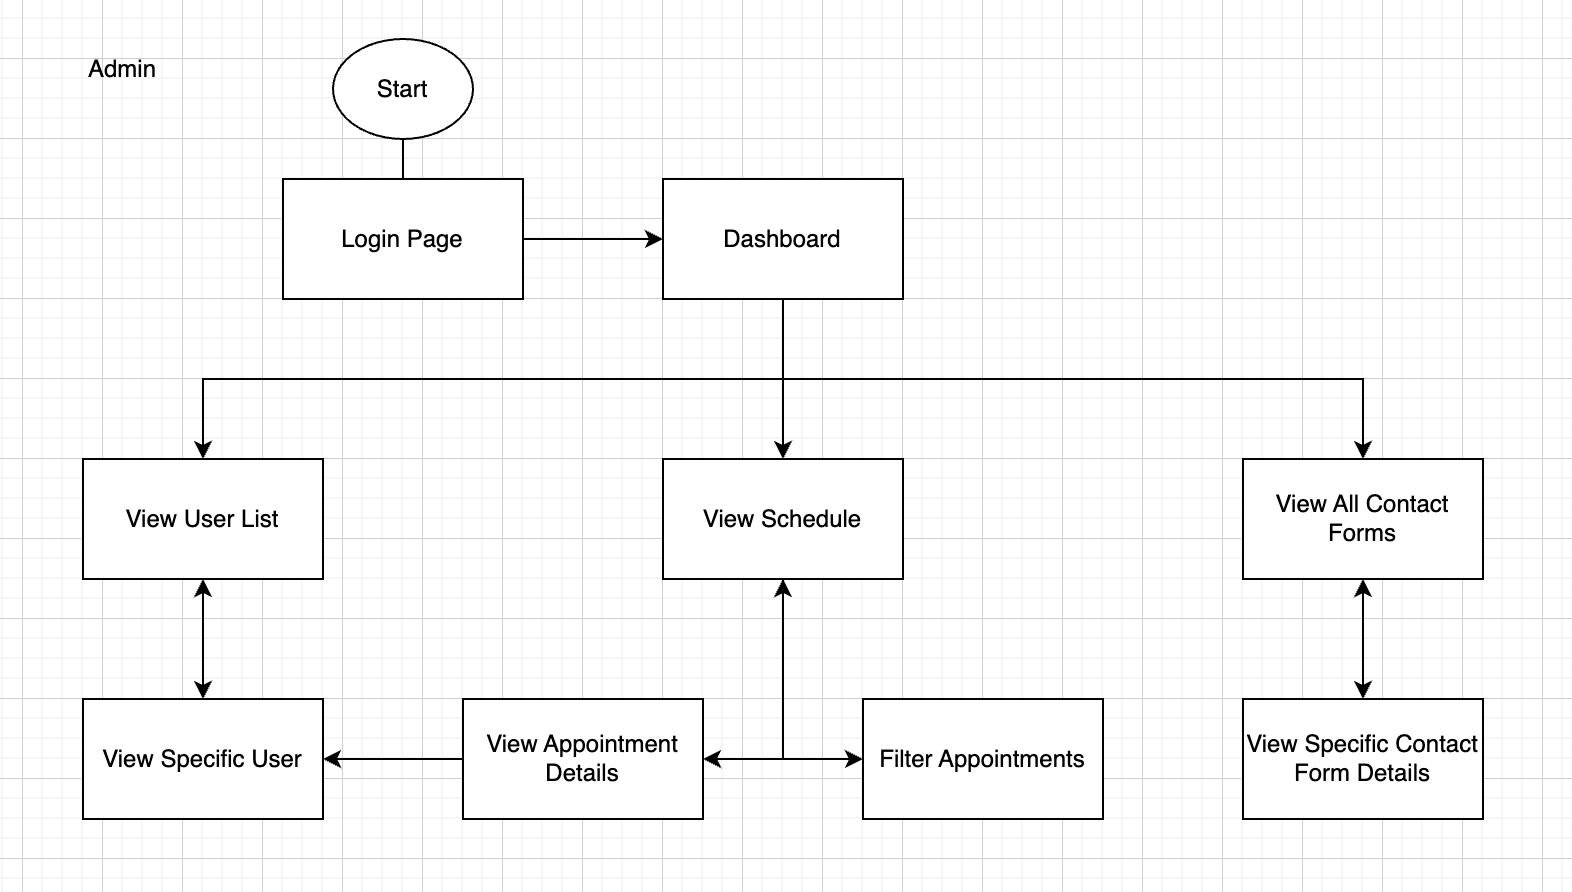 Admin
Start
Login Page
Dashboard
View User List
View Schedule
View All Contact
Forms
View Specific User
View Appointment
Details
Filter Appointments
View Specific Contact
Form Details